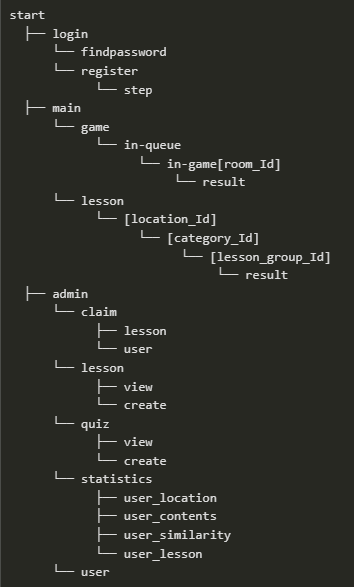 start
├── login
└── findpassword
└── register
└── step
├── main
└── game
└── in-queue
└── in-game[room_Id]
└── result
└── lesson
└── [location_Id]
└── [category_Id]
└── [lesson_group_Id]
└── result
├── admin
└── claim
├── lesson
└── user
└── lesson
├── view
└── create
└── quiz
├── view
└── create
└── statistics
├── user_location
├── user_contents
├── user_similarity
└── user_lesson
└── user